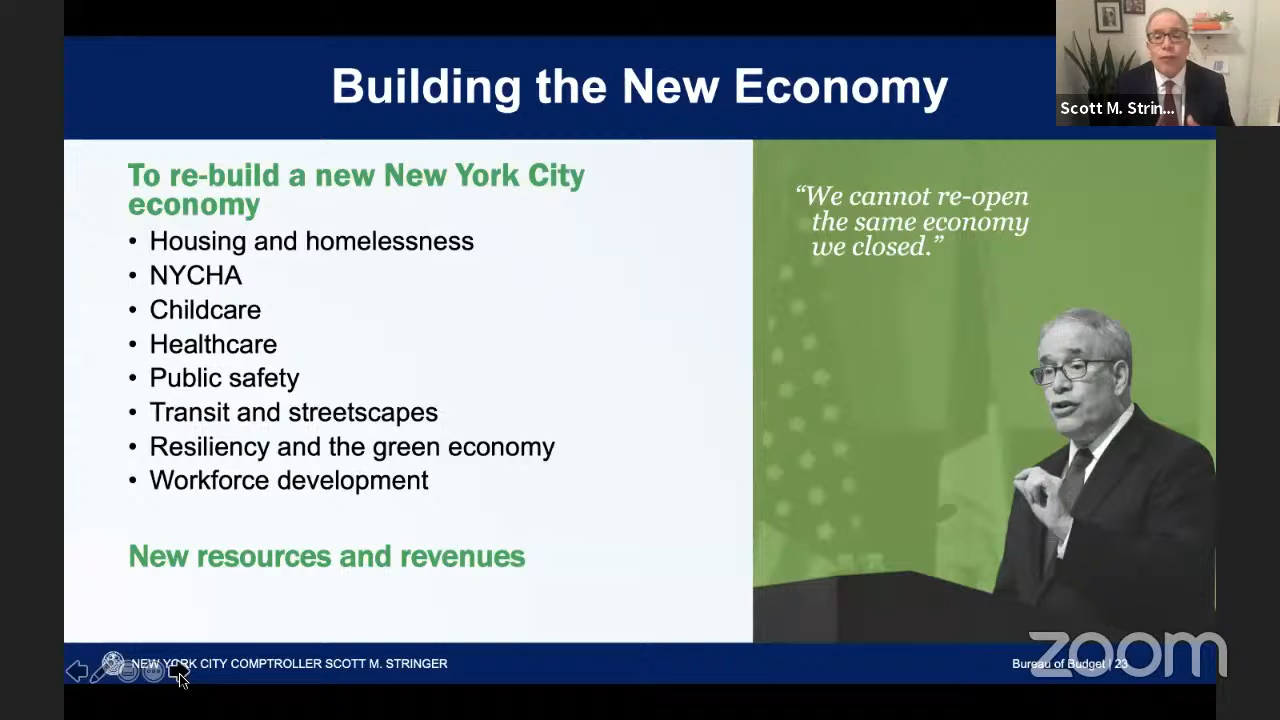 Building the New Economy
Scott M. Strin...
To re-build a new New York City
economy
• Housing and homelessness
• NYCHA
• Childcare
• Healthcare
• Public safety
• Transit and streetscapes
• Resiliency and the green economy
• Workforce development
New resources and revenues
“We cannot re-open
the same economy
we closed.”
NEW YORK CITY COMPTROLLER SCOTT M. STRINGER
Bureau of Budget | 23
zoom